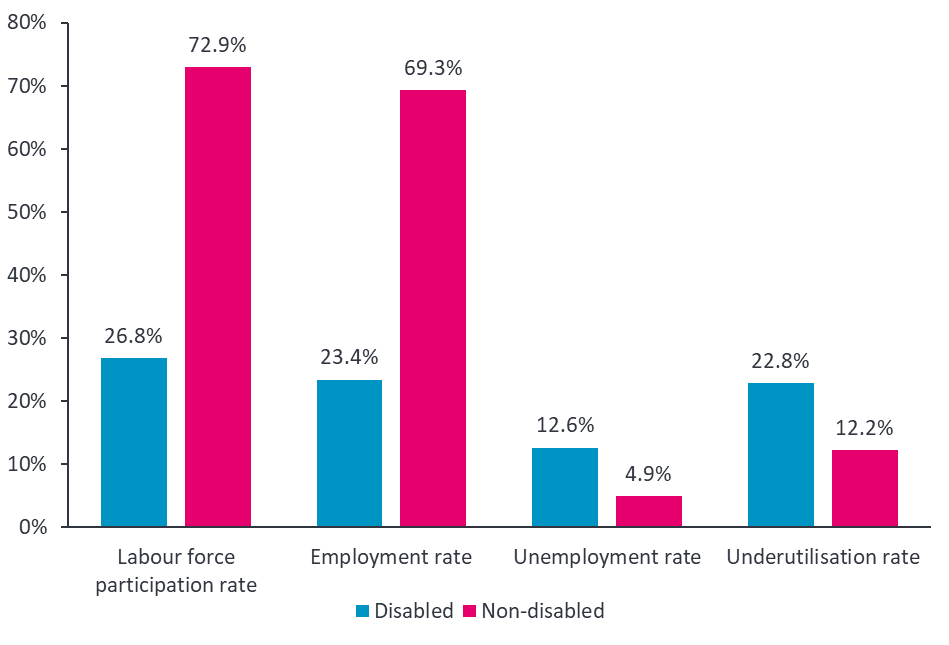 80%
70%
60%
50%
40%
30%
20%
10%
0%
72.9%
69.3%
26.8%
23.4%
12.6%
4.9%
22.8%
12.2%
Labour force
participation rate
Employment rate
Unemployment rate
Underutilisation rate
Disabled
Non-disabled